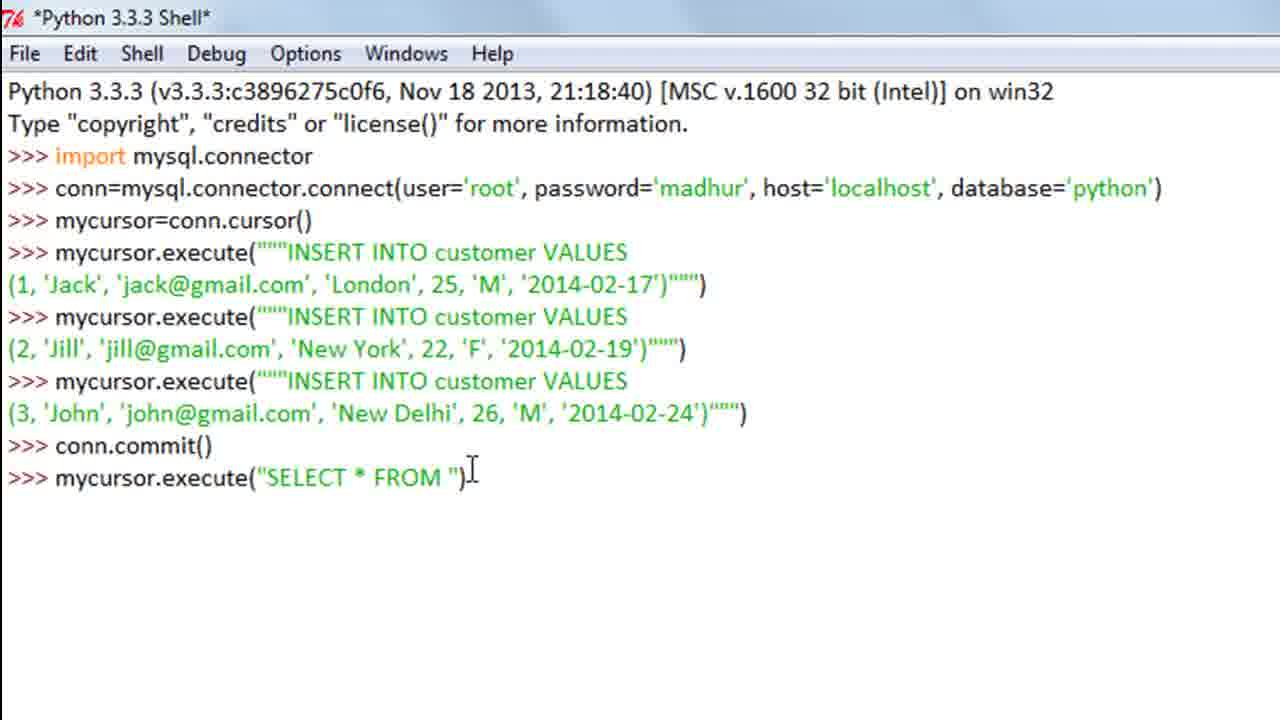 *Python 3.3.3 Shell*
File Edit Shell Debug Options Windows Help
Python 3.3.3 (v3.3.3:c3896275c0f6, Nov 18 2013, 21:18:40) [MSC v.1600 32 bit (Intel)] on win32
Type "copyright", "credits" or "license()" for more information.
>>> import mysql.connector
>>> conn=mysql.connector.connect(user='root', password='madhur', host='localhost', database='python')
>>> mycursor=conn.cursor()
>>> mycursor.execute("""INSERT INTO customer VALUES
(1, 'Jack', 'jack@gmail.com', 'London', 25, 'M', '2014-02-17')""")
>>> mycursor.execute("""INSERT INTO customer VALUES
(2, 'Jill', 'jill@gmail.com', 'New York', 22, 'F', '2014-02-19')""")
>>> mycursor.execute("""INSERT INTO customer VALUES
(3, 'John', 'john@gmail.com', 'New Delhi', 26, 'M', '2014-02-24')""")
>>> conn.commit()
>>> mycursor.execute("SELECT * FROM ")